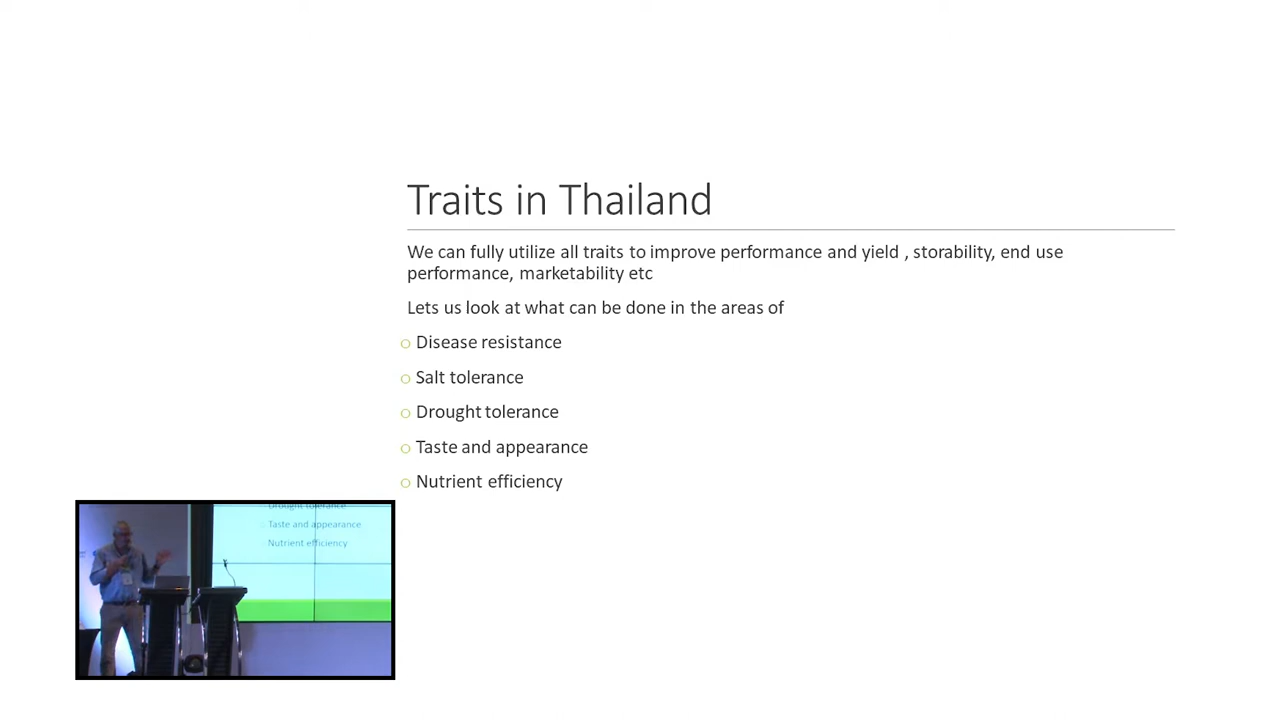 Traits in Thailand
We can fully utilize all traits to improve performance and yield , storability, end use
performance, marketability etc
Lets us look at what can be done in the areas of
Disease resistance
Salt tolerance
Drought tolerance
Taste and appearance
Nutrient efficiency
Drought tolerance
Taste and appearance
Nutrient efficiency